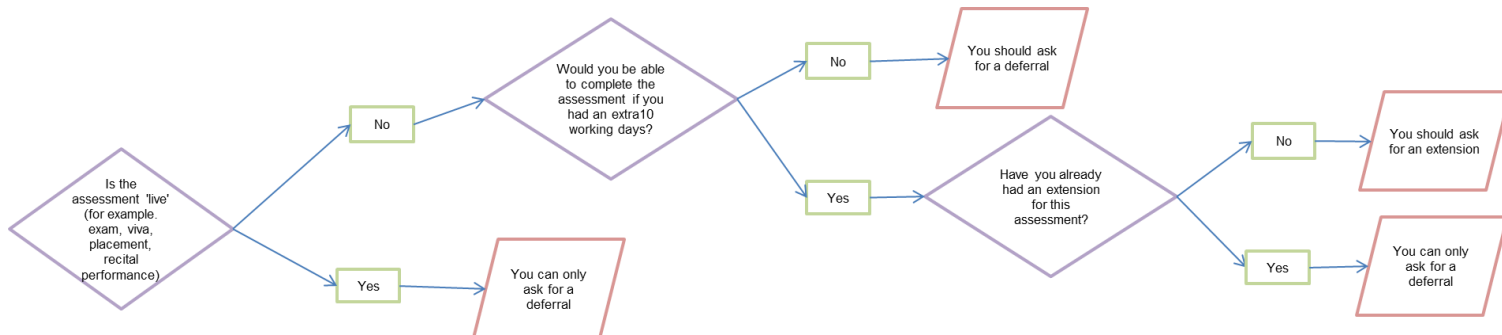 Is the
assessment 'live'
(for example.
exam, viva,
placement,
recital
performance)
No
Yes
You can only
ask for a
deferral
Would you be able
to complete the
assessment if you
had an extra10
working days?
No
You should ask
for a deferral
Yes
Have you already
had an extension
for this
assessment?
No
You should ask
for an extension
Yes
You can only
ask for a
deferral